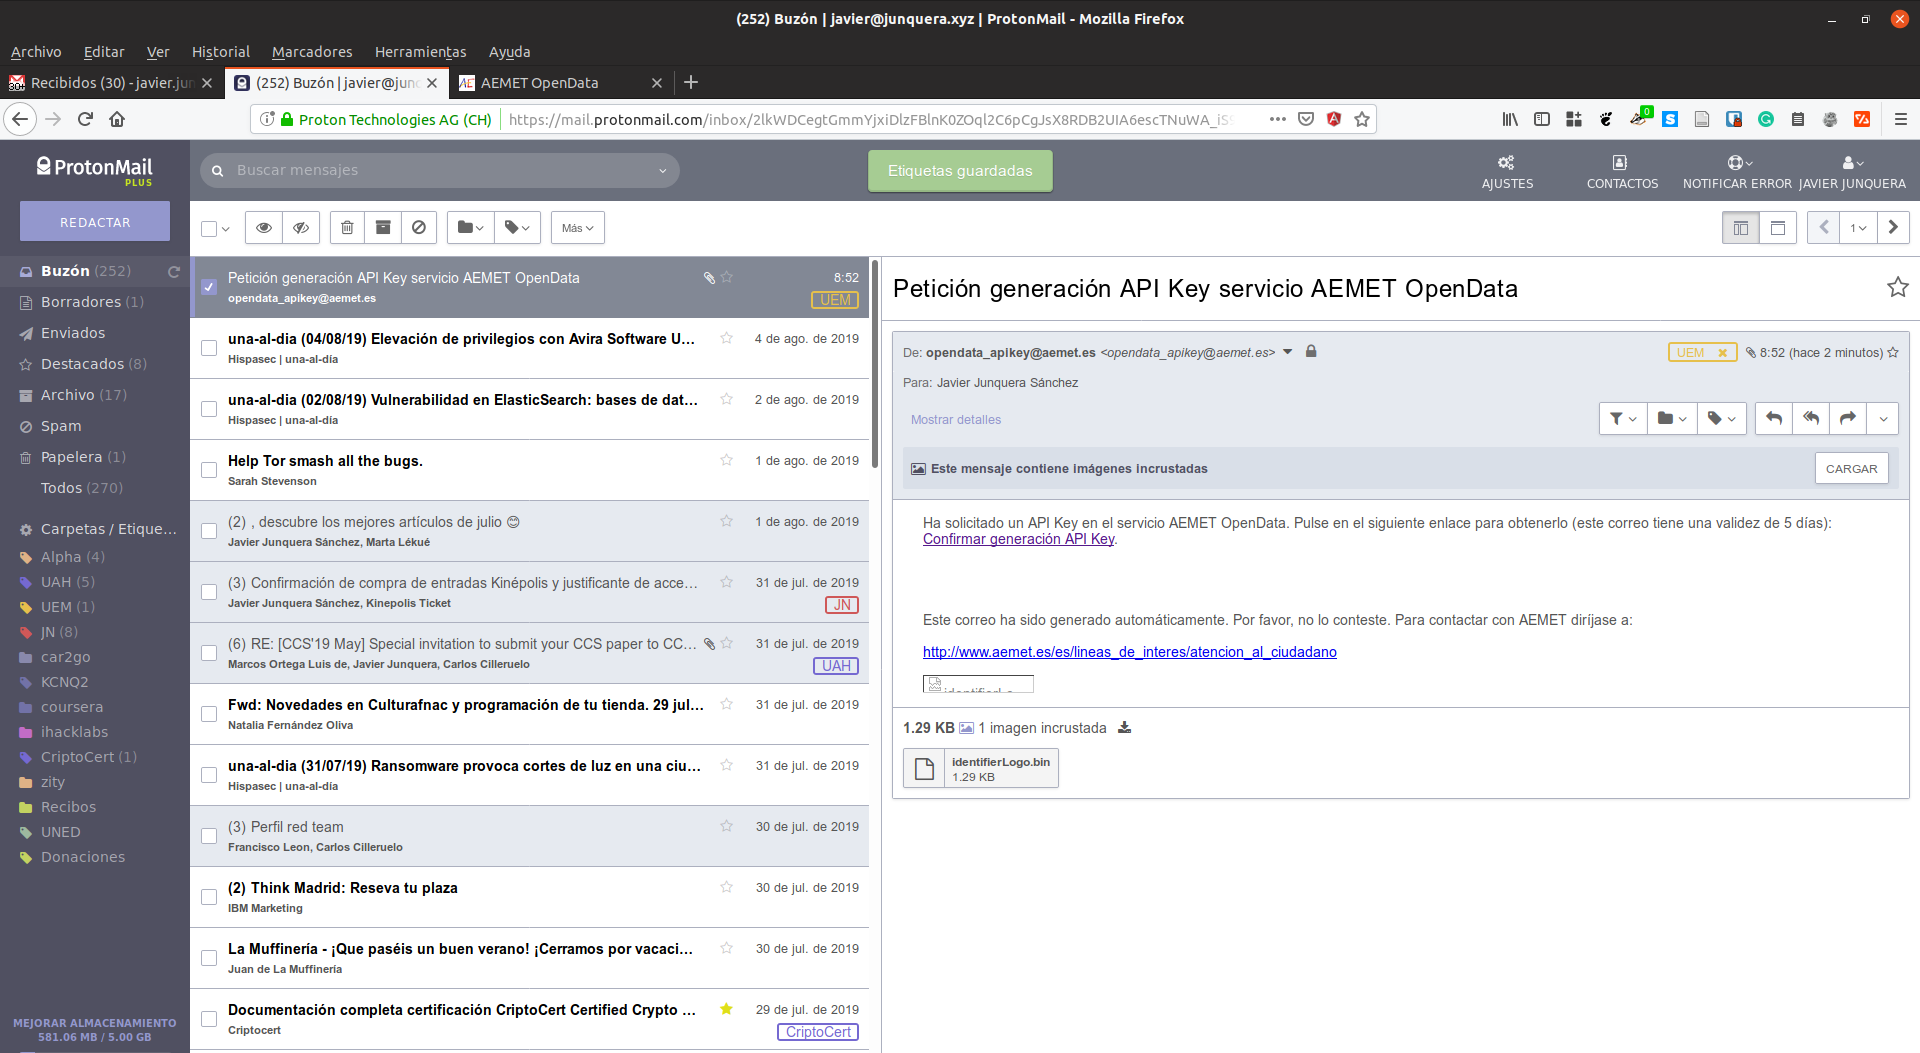 (252) Buzón | javier@junquera.xyz | ProtonMail - Mozilla Firefox
Archivo Editar Ver Historial Marcadores Herramientas Ayuda
Recibidos (30) - javier.jun
(252) Buzón | javier@junq
AEMET OpenData
Proton Technologies AG (CH)
https://mail.protonmail.com/inbox/2lkWDCegtGmmYjxiDlzFBlnK0ZOql2C6pCgJsX8RDB2UIA6escTNuWA_iS
0
ProtonMail
PLUS
Buscar mensajes
Etiquetas guardadas
AJUSTES
CONTACTOS
NOTIFICAR ERROR
JAVIER JUNQUERA
REDACTAR
Más
1
Buzón (252)
Borradores (1)
Enviados
Destacados (8)
Archivo (17)
Spam
Papelera (1)
Todos (270)
Carpetas / Etique...
Alpha (4)
UAH (5)
UEM (1)
JN (8)
car2go
KCNQ2
coursera
ihacklabs
CriptoCert (1)
zity
Recibos
UNED
Donaciones
MEJORAR ALMACENAMIENTO
581.06 MB / 5.00 GB
Petición generación API Key servicio AEMET OpenData 8:52
opendata_apikey@aemet.es UEM
una-al-dia (04/08/19) Elevación de privilegios con Avira Software U... 4 de ago. de 2019
Hispasec | una-al-día
una-al-dia (02/08/19) Vulnerabilidad en ElasticSearch: bases de dat... 2 de ago. de 2019
Hispasec | una-al-día
Help Tor smash all the bugs. 1 de ago. de 2019
Sarah Stevenson
(2) , descubre los mejores artículos de julio 😊 1 de ago. de 2019
Javier Junquera Sánchez, Marta Lékué
(3) Confirmación de compra de entradas Kinépolis y justificante de acce... 31 de jul. de 2019
Javier Junquera Sánchez, Kinepolis Ticket JN
(6) RE: [CCS'19 May] Special invitation to submit your CCS paper to CC... 31 de jul. de 2019
Marcos Ortega Luis de, Javier Junquera, Carlos Cilleruelo UAH
Fwd: Novedades en Culturafnac y programación de tu tienda. 29 jul... 31 de jul. de 2019
Natalia Fernández Oliva
una-al-dia (31/07/19) Ransomware provoca cortes de luz en una ciu... 31 de jul. de 2019
Hispasec | una-al-día
(3) Perfil red team 30 de jul. de 2019
Francisco Leon, Carlos Cilleruelo
(2) Think Madrid: Reseva tu plaza 30 de jul. de 2019
IBM Marketing
La Muffinería - ¡Que paséis un buen verano! ¡Cerramos por vacaci... 30 de jul. de 2019
Juan de La Muffinería
Documentación completa certificación CriptoCert Certified Crypto ... 29 de jul. de 2019
Criptocert CriptoCert
Petición generación API Key servicio AEMET OpenData
De: opendata_apikey@aemet.es <opendata_apikey@aemet.es> UEM 8:52 (hace 2 minutos)
Para: Javier Junquera Sánchez
Mostrar detalles
Este mensaje contiene imágenes incrustadas CARGAR
Ha solicitado un API Key en el servicio AEMET OpenData. Pulse en el siguiente enlace para obtenerlo (este correo tiene una validez de 5 días):
Confirmar generación API Key.
Este correo ha sido generado automáticamente. Por favor, no lo conteste. Para contactar con AEMET diríjase a:
http://www.aemet.es/es/lineas_de_interes/atencion_al_ciudadano
1.29 KB 1 imagen incrustada
identifierLogo.bin
1.29 KB